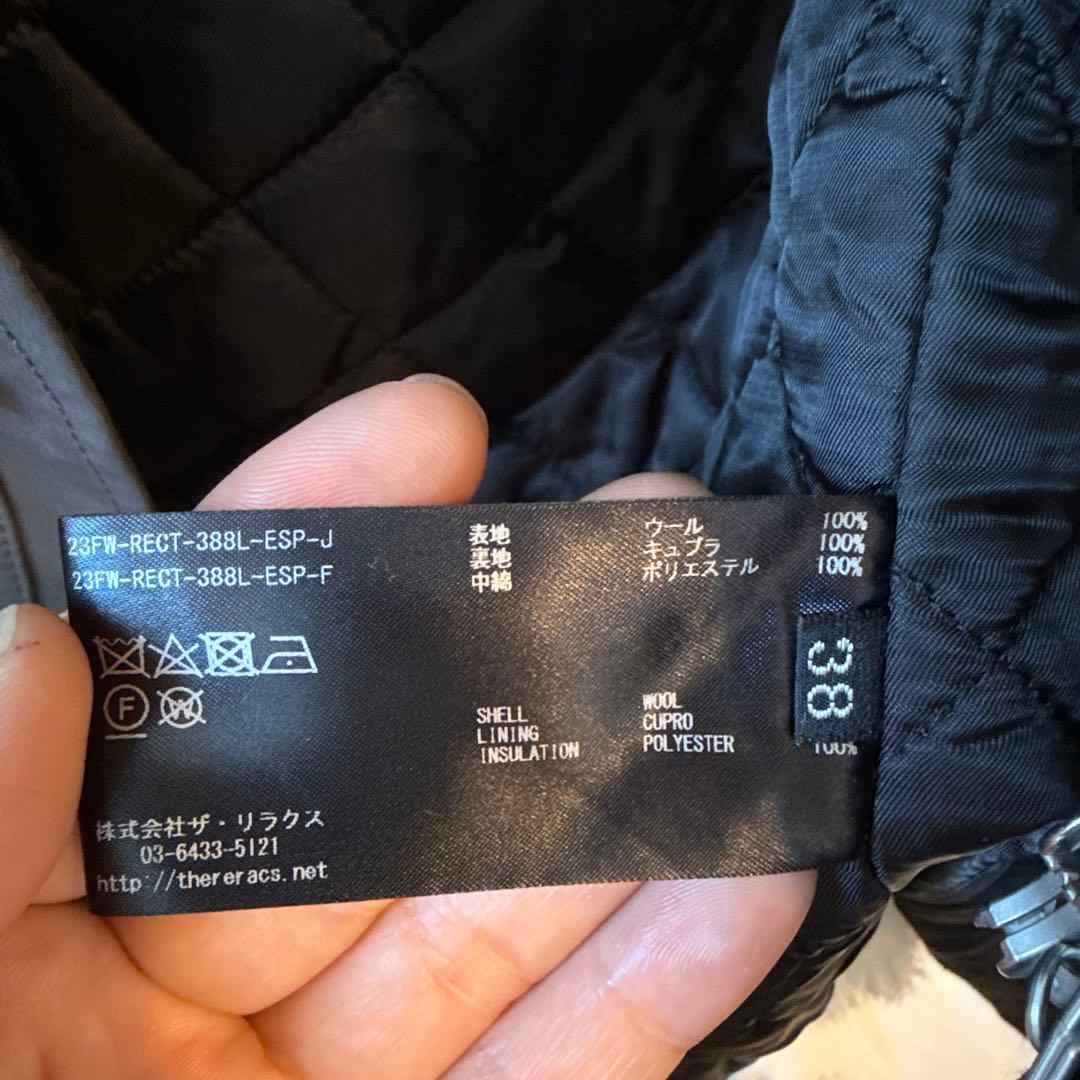 23FW-RECT-388L-ESP-J
23FW-RECT-388L-ESP-F
表地 ウール 100%
裏地 キュプラ 100%
中綿 ポリエステル 100%
F
W
38
SHELL WOOL
LINING CUPRO
INSULATION POLYESTER 100%
株式会社ザ・リラクス
03-6433-5121
http://thereracs.net